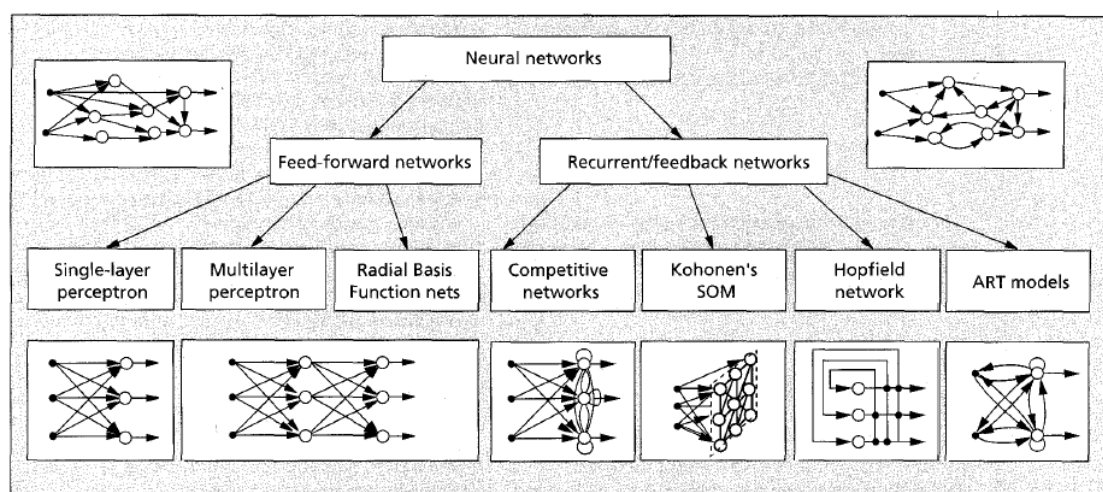 Neural networks
Feed-forward networks
Recurrent/feedback networks
Single-layer
perceptron
Multilayer
perceptron
Radial Basis
Function nets
Competitive
networks
Kohonen's
SOM
Hopfield
network
ART models